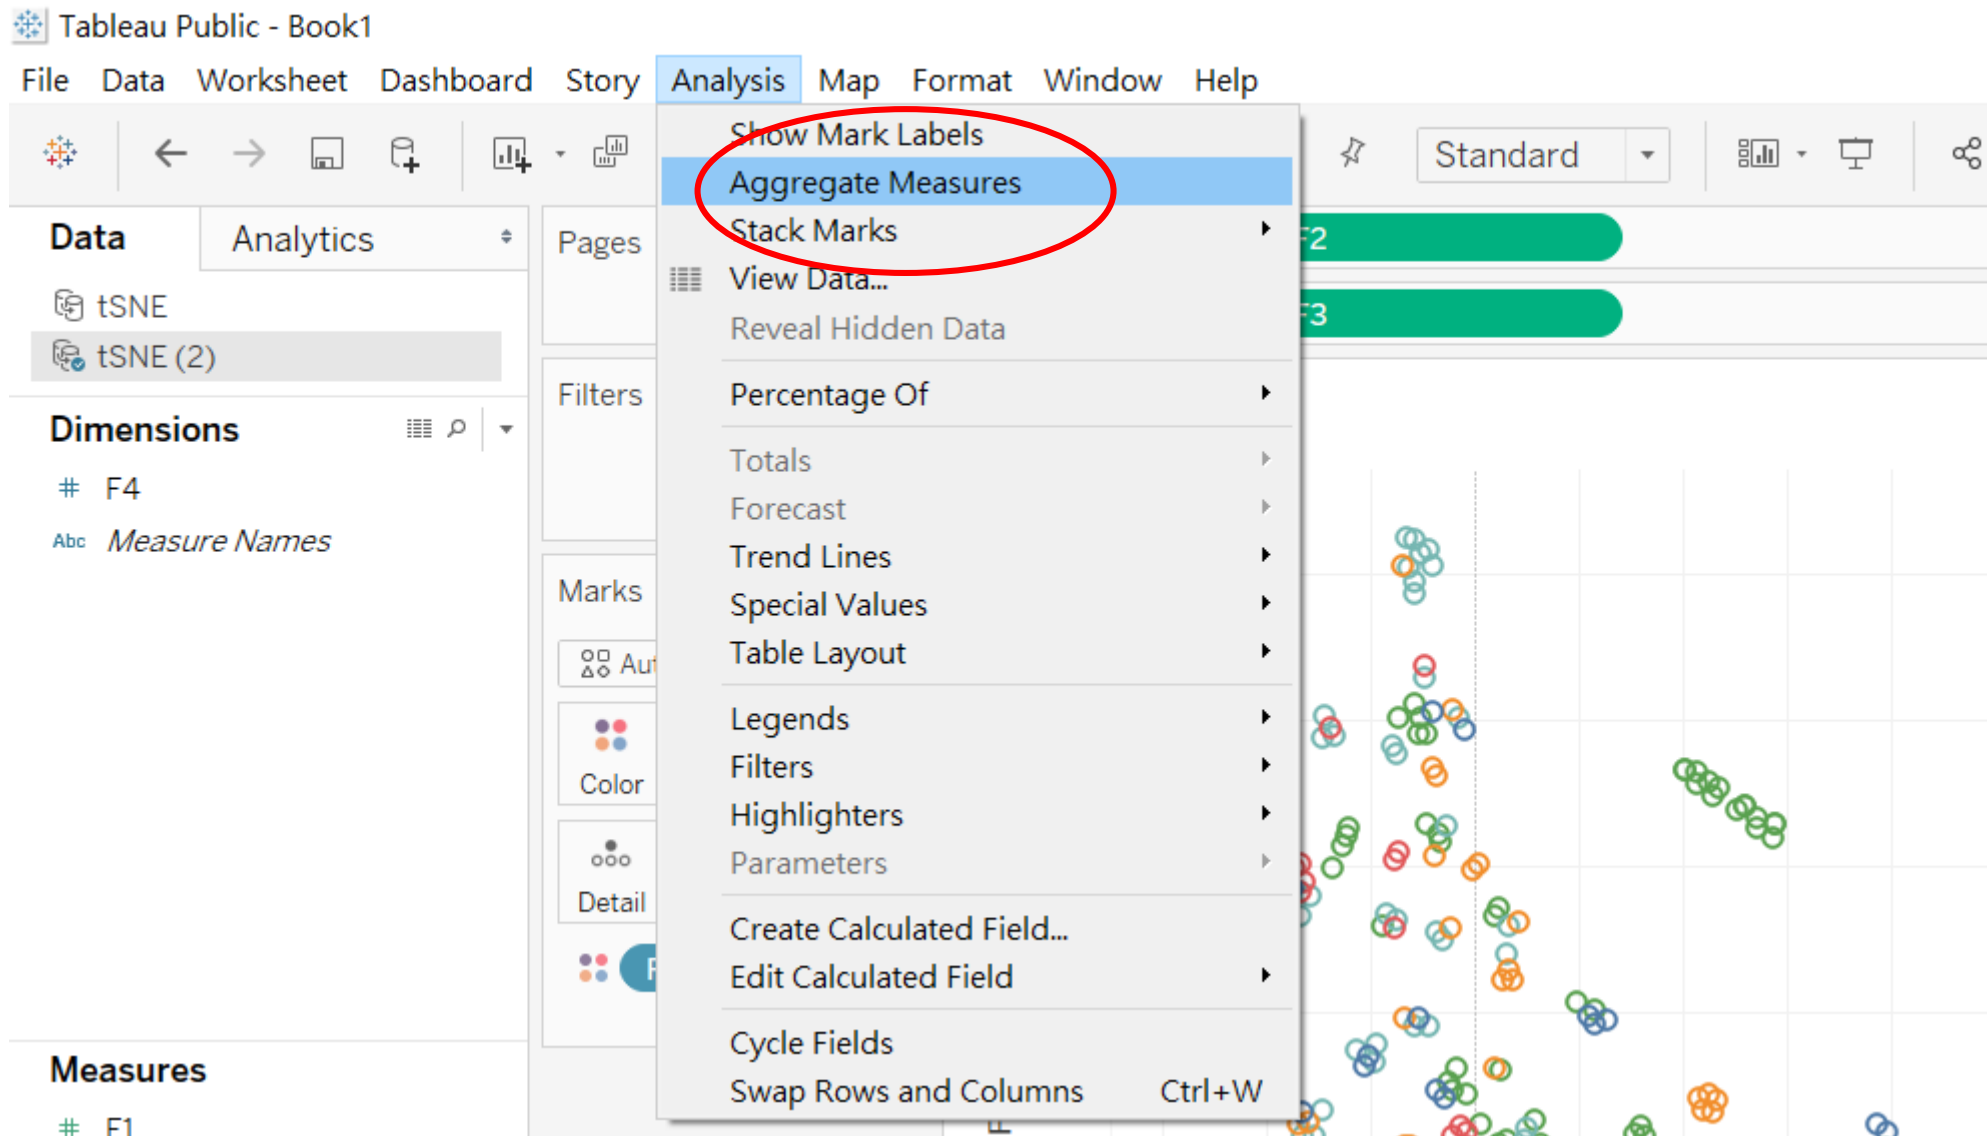 Tableau Public - Book1
File Data Worksheet Dashboard Story Analysis Map Format Window Help
Show Mark Labels
Aggregate Measures
Stack Marks
View Data...
Reveal Hidden Data
Percentage Of
Totals
Forecast
Trend Lines
Special Values
Table Layout
Legends
Filters
Highlighters
Parameters
Create Calculated Field...
Edit Calculated Field
Cycle Fields
Swap Rows and Columns Ctrl+W
Standard
Data Analytics
tSNE
tSNE (2)
Dimensions
# F4
Abc Measure Names
Measures
# F1
Pages
Filters
Marks
Color
Detail
F2
F3